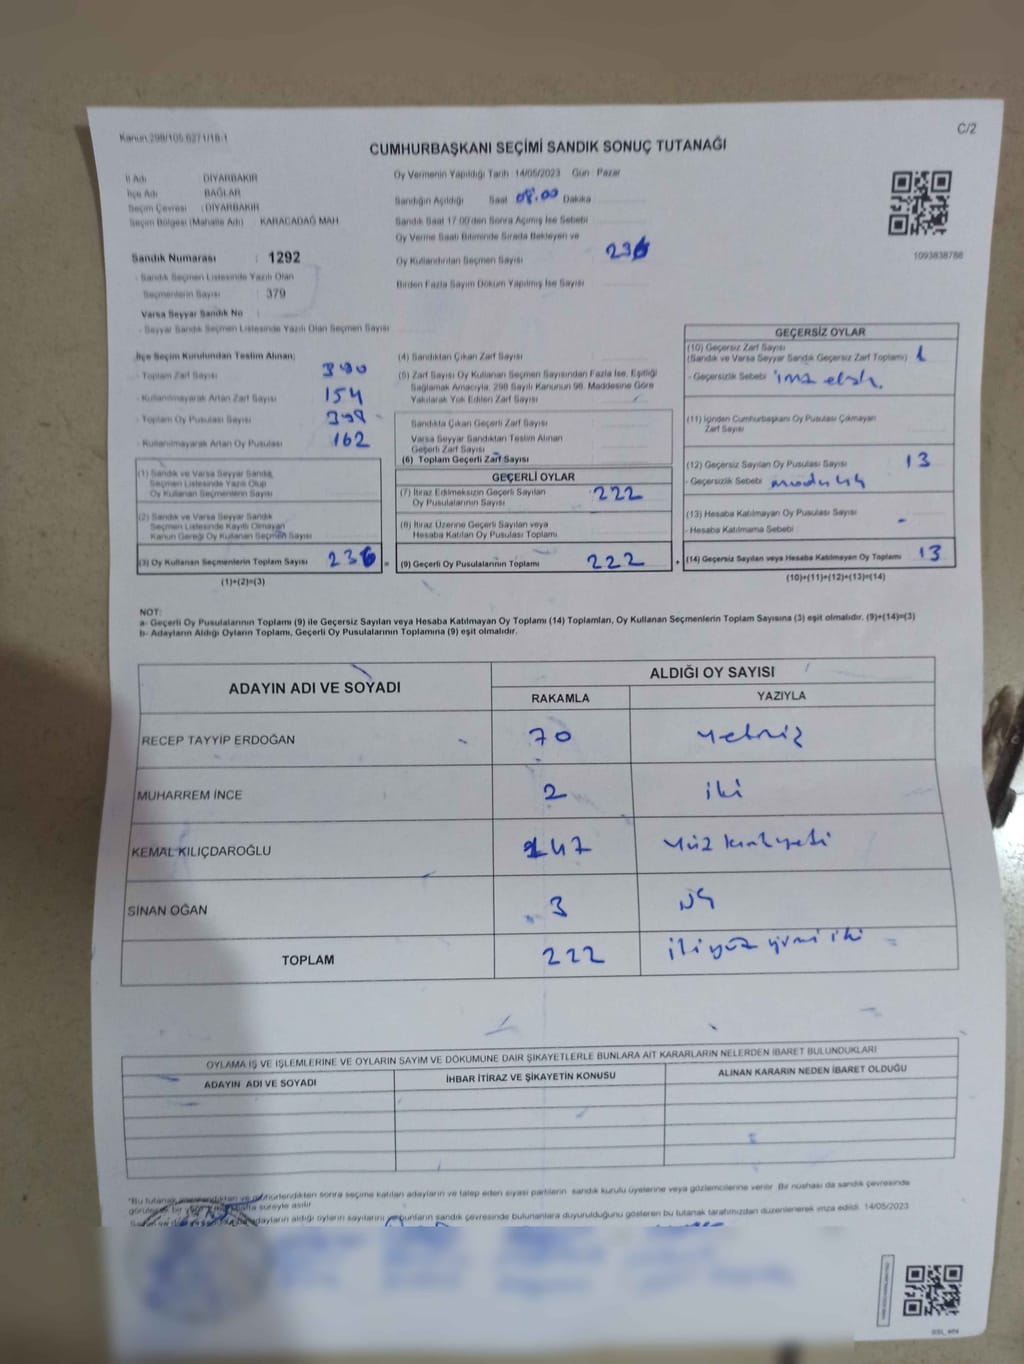 Kanun 298/105 6271/18-1
C/2
CUMHURBAŞKANI SEÇİMİ SANDIK SONUÇ TUTANAĞI
İl Adı DİYARBAKIR
İlçe Adı BAĞLAR
Seçim Çevresi : DİYARBAKIR
Seçim Bölgesi (Mahalle Adı) : KARACADAĞ MAH.
Sandık Numarası : 1292
- Sandık Seçmen Listesinde Yazılı Olan
Seçmenlerin Sayısı : 379
Varsa Seyyar Sandık No :
- Seyyar Sandık Seçmen Listesinde Yazılı Olan Seçmen Sayısı
Oy Vermenin Yapıldığı Tarih 14/05/2023 Gün Pazar
Sandığın Açıldığı Saat 08.00 Dakika
Sandık Saat 17.00'den Sonra Açılmış İse Sebebi
Oy Verme Saati Bitiminde Sırada Bekleyen ve
Oy Kullandırılan Seçmen Sayısı 236
Birden Fazla Sayım Döküm Yapılmış İse Sayısı
1093838788
İlçe Seçim Kurulundan Teslim Alınan;
- Toplam Zarf Sayısı 390
- Kullanılmayarak Artan Zarf Sayısı 154
- Toplam Oy Pusulası Sayısı 398
- Kullanılmayarak Artan Oy Pusulası 162
(1) Sandık ve Varsa Seyyar Sandık
Seçmen Listesinde Yazılı Olup
Oy Kullanan Seçmenlerin Sayısı
(2) Sandık ve Varsa Seyyar Sandık
Seçmen Listesinde Kayıtlı Olmayan
Kanun Gereği Oy Kullanan Seçmen Sayısı
(3) Oy Kullanan Seçmenlerin Toplam Sayısı 236 =
(1)+(2)=(3)
(4) Sandıktan Çıkan Zarf Sayısı
(5) Zarf Sayısı Oy Kullanan Seçmen Sayısından Fazla İse, Eşitliği
Sağlamak Amacıyla, 298 Sayılı Kanunun 98. Maddesine Göre
Yakılarak Yok Edilen Zarf Sayısı
Sandıkta Çıkan Geçerli Zarf Sayısı
Varsa Seyyar Sandıktan Teslim Alınan
Geçerli Zarf Sayısı
(6) Toplam Geçerli Zarf Sayısı
GEÇERLİ OYLAR
(7) İtiraz Edilmeksizin Geçerli Sayılan
Oy Pusulalarının Sayısı 222
(8) İtiraz Üzerine Geçerli Sayılan veya
Hesaba Katılan Oy Pusulası Toplamı
(9) Geçerli Oy Pusulalarının Toplamı 222 +
GEÇERSİZ OYLAR
(10) Geçersiz Zarf Sayısı
(Sandık ve Varsa Seyyar Sandık Geçersiz Zarf Toplamı) 1
- Geçersizlik Sebebi imza
(11) İçinden Cumhurbaşkanı Oy Pusulası Çıkmayan
Zarf Sayısı
(12) Geçersiz Sayılan Oy Pusulası Sayısı 13
- Geçersizlik Sebebi
(13) Hesaba Katılmayan Oy Pusulası Sayısı -
- Hesaba Katılmama Sebebi
(14) Geçersiz Sayılan veya Hesaba Katılmayan Oy Toplamı 13
(10)+(11)+(12)+(13)=(14)
NOT:
a- Geçerli Oy Pusulalarının Toplamı (9) ile Geçersiz Sayılan veya Hesaba Katılmayan Oy Toplamı (14) Toplamları, Oy Kullanan Seçmenlerin Toplam Sayısına (3) eşit olmalıdır. (9)+(14)=(3)
b- Adayların Aldığı Oyların Toplamı, Geçerli Oy Pusulalarının Toplamına (9) eşit olmalıdır.
ADAYIN ADI VE SOYADI ALDIĞI OY SAYISI
RAKAMLA YAZIYLA
RECEP TAYYİP ERDOĞAN 70 yetmiz
MUHARREM İNCE 2 iki
KEMAL KILIÇDAROĞLU 147 yüz kırkyeti
SİNAN OĞAN 3 üç
TOPLAM 222 ikiyüz yirmi iki
OYLAMA İŞ VE İŞLEMLERİNE VE OYLARIN SAYIM VE DÖKÜMÜNE DAİR ŞİKAYETLERLE BUNLARA AİT KARARLARIN NELERDEN İBARET BULUNDUKLARI
ADAYIN ADI VE SOYADI İHBAR İTİRAZ VE ŞİKAYETİN KONUSU ALINAN KARARIN NEDEN İBARET OLDUĞU
*Bu tutanak ve mühürlendikten sonra seçime katılan adayların ve talep eden siyasi partilerin sandık kurulu üyelerine veya gözlemcilerine verilir. Bir nüshası da sandık çevresinde
görülecek bir süreyle asılır.
adayların aldığı oyların sayılarını ve bunların sandık çevresinde bulunanlara duyurulduğunu gösteren bu tutanak tarafımızdan düzenlenerek imza edildi. 14/05/2023